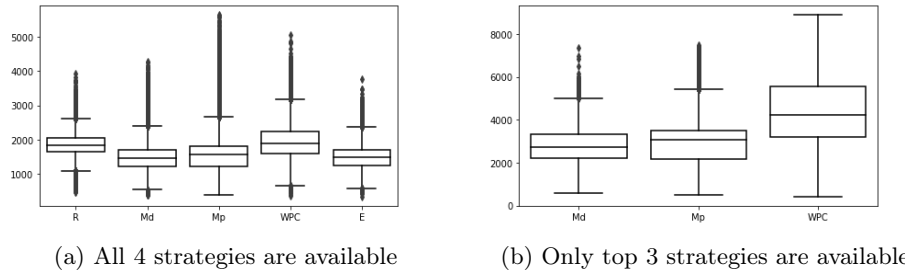 5000
4000
3000
2000
1000
R Md Mp WPC E
8000
6000
4000
2000
0
Md Mp WPC
(a) All 4 strategies are available
(b) Only top 3 strategies are available